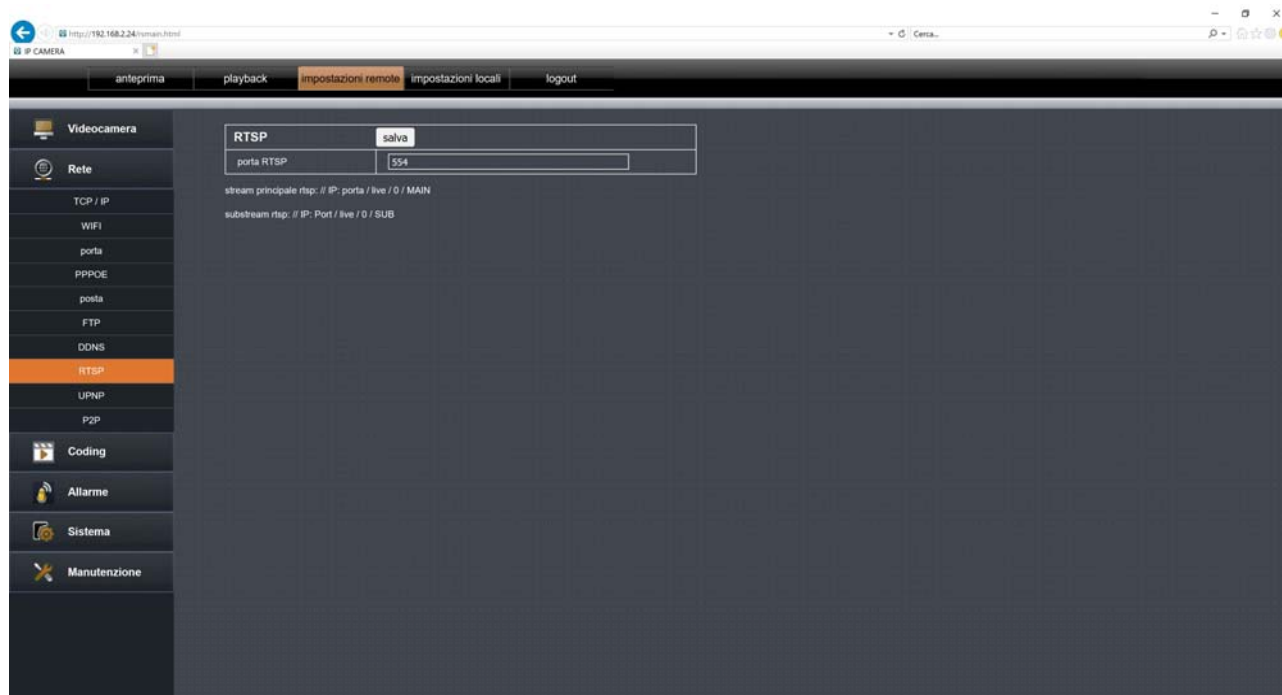 http://192.168.2.24/rsmain.html
Cerca...
IP CAMERA
anteprima playback impostazioni remote impostazioni locali logout
Videocamera
Rete
TCP / IP
WIFI
porta
PPPOE
posta
FTP
DDNS
RTSP
UPNP
P2P
Coding
Allarme
Sistema
Manutenzione
RTSP salva
porta RTSP 554
stream principale rtsp: // IP: porta / live / 0 / MAIN
substream rtsp: // IP: Port / live / 0 / SUB